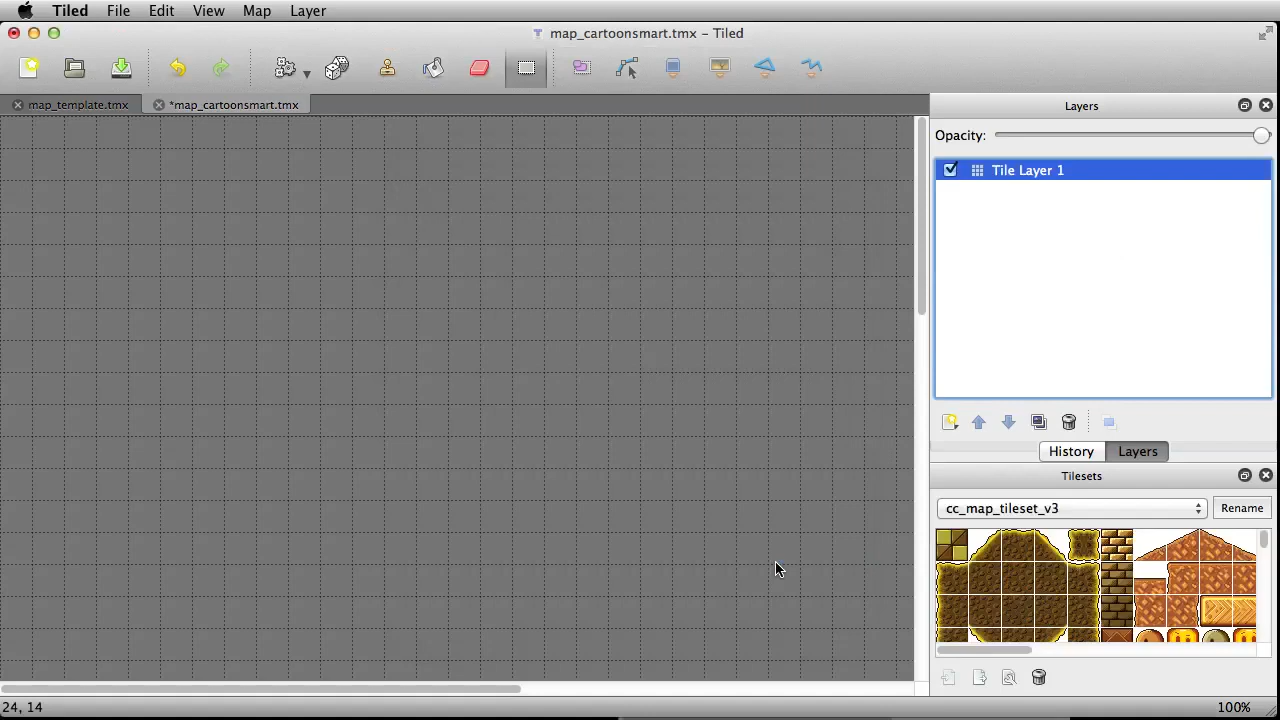 Tiled File Edit View Map Layer
map_cartoonsmart.tmx – Tiled
map_template.tmx *map_cartoonsmart.tmx
Layers
Opacity:
Tile Layer 1
History Layers
Tilesets
cc_map_tileset_v3 Rename
24, 14 100%